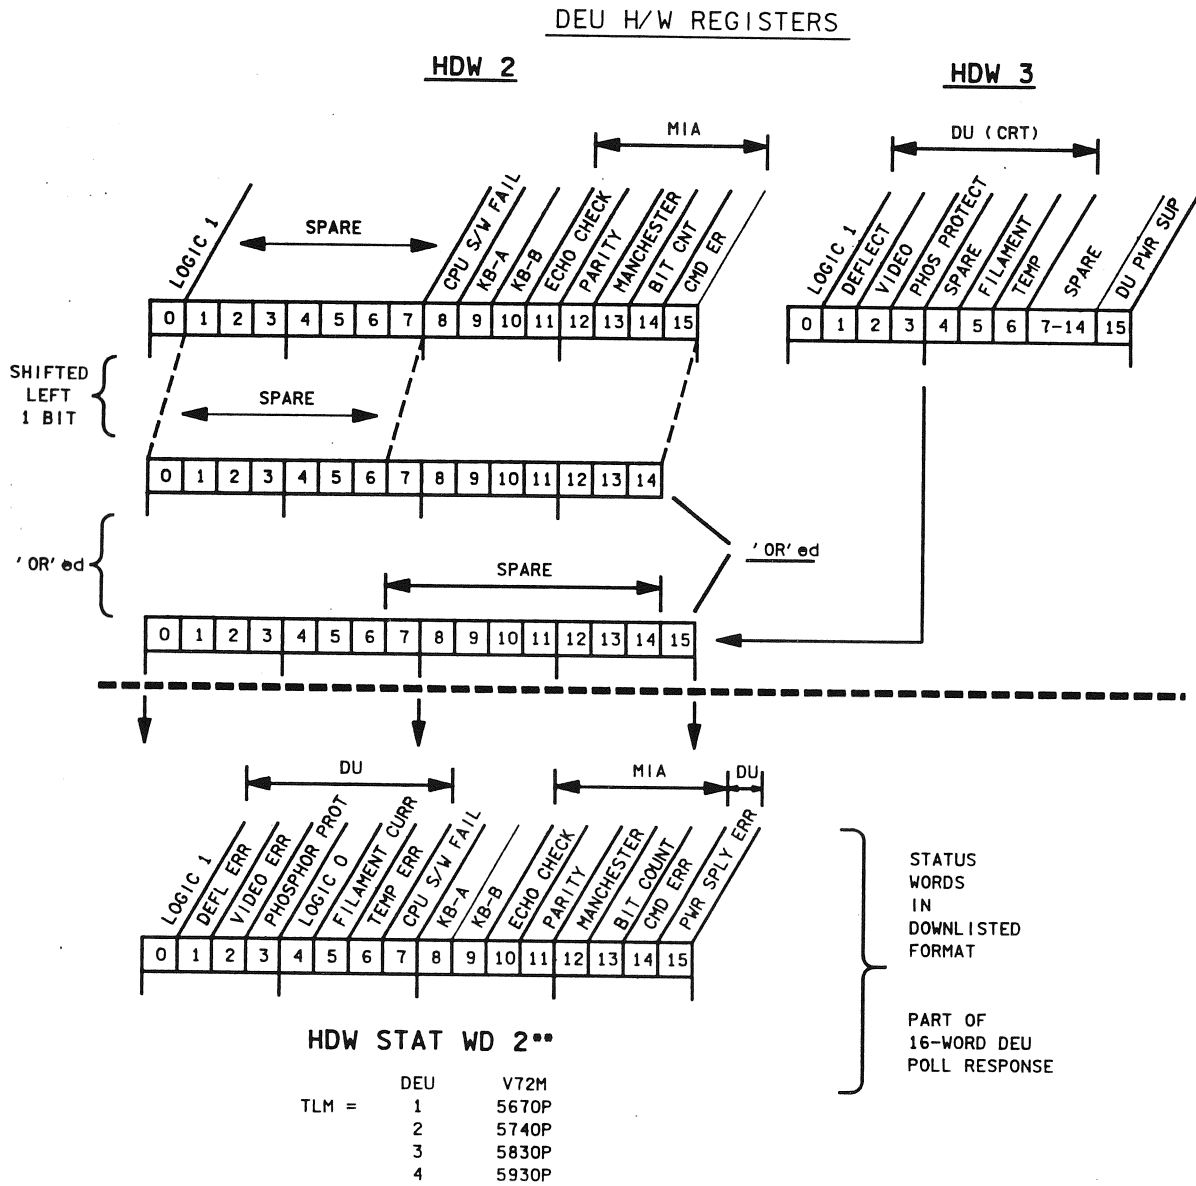 DEU H/W REGISTERS
HDW 2
HDW 3
MIA
DU (CRT)
LOGIC 1
SPARE
CPU S/W FAIL
KB-A
KB-B
ECHO CHECK
PARITY
MANCHESTER
BIT CNT
CMD ER
LOGIC 1
DEFLECT
VIDEO
PHOS PROTECT
SPARE
FILAMENT
TEMP
SPARE
DU PWR SUP
0 1 2 3 4 5 6 7 8 9 10 11 12 13 14 15
0 1 2 3 4 5 6 7-14 15
SHIFTED
LEFT
1 BIT
SPARE
0 1 2 3 4 5 6 7 8 9 10 11 12 13 14
'OR'ed
'OR'ed
SPARE
0 1 2 3 4 5 6 7 8 9 10 11 12 13 14 15
DU
MIA
DU
LOGIC 1
DEFL ERR
VIDEO ERR
PHOSPHOR PROT
LOGIC 0
FILAMENT CURR
TEMP ERR
CPU S/W FAIL
KB-A
KB-B
ECHO CHECK
PARITY
MANCHESTER
BIT COUNT
CMD ERR
PWR SPLY ERR
0 1 2 3 4 5 6 7 8 9 10 11 12 13 14 15
STATUS
WORDS
IN
DOWNLISTED
FORMAT
PART OF
16-WORD DEU
POLL RESPONSE
HDW STAT WD 2**
DEU V72M
TLM = 1 5670P
2 5740P
3 5830P
4 5930P